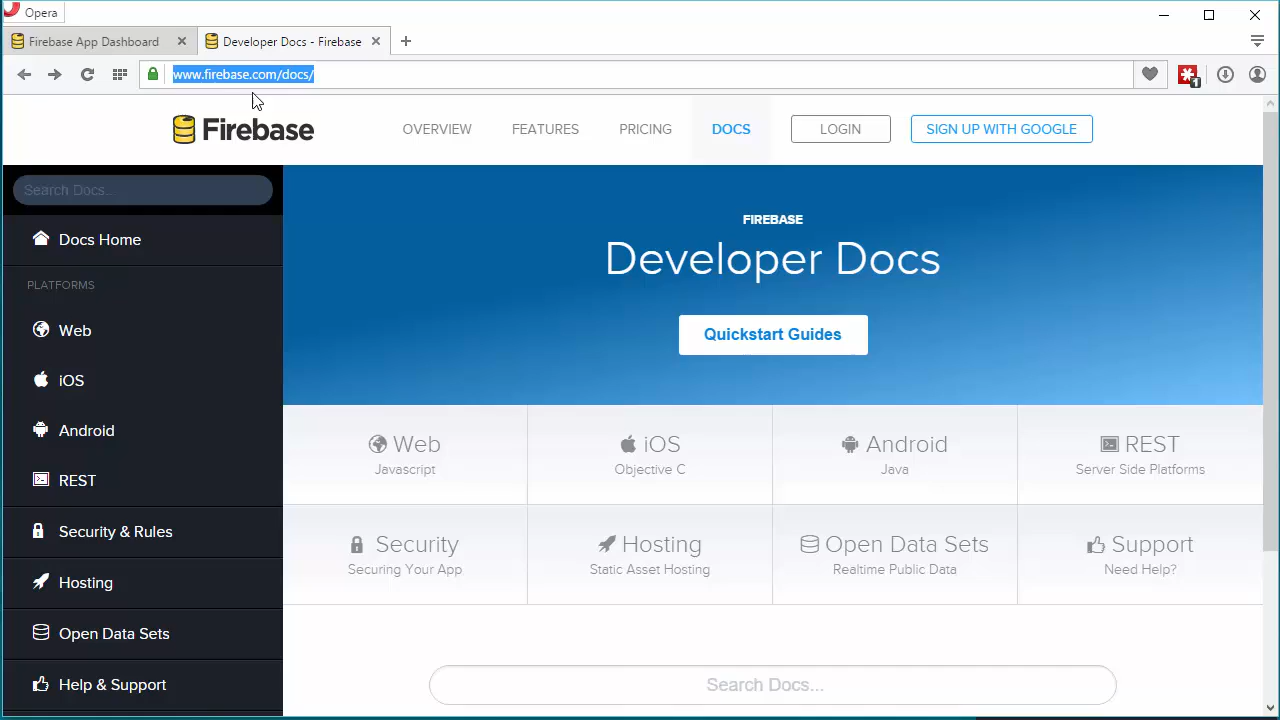 Opera
Firebase App Dashboard
Developer Docs - Firebase
www.firebase.com/docs/
1
Firebase
OVERVIEW
FEATURES
PRICING
DOCS
LOGIN
SIGN UP WITH GOOGLE
Search Docs..
Docs Home
PLATFORMS
Web
iOS
Android
REST
Security & Rules
Hosting
Open Data Sets
Help & Support
FIREBASE
Developer Docs
Quickstart Guides
Web
Javascript
iOS
Objective C
Android
Java
REST
Server Side Platforms
Security
Securing Your App
Hosting
Static Asset Hosting
Open Data Sets
Realtime Public Data
Support
Need Help?
Search Docs...